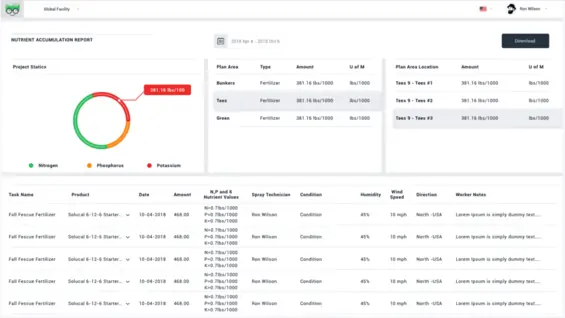 Global Facility
Ron Wilson
NUTRIENT ACCUMULATION REPORT
2018 Apr 6 - 2018 Oct 6
Download
Project Statics
381.16 lbs/100
Nitrogen
Phosphorus
Potassium
Plan Area Type Amount U of M
Bunkers Fertilizer 381.16 lbs/1000 lbs/1000
Tees Fertilizer 381.16 lbs/1000 lbs/1000
Green Fertilizer 381.16 lbs/1000 lbs/1000
Plan Area Location Amount U of M
Tees 9 - Tees #1 381.16 lbs/1000 lbs/1000
Tees 9 - Tees #2 381.16 lbs/1000 lbs/1000
Tees 9 - Tees #3 381.16 lbs/1000 lbs/1000
Task Name Product Date Amount N,P and K Nutrient Values Spray Technician Condition Humidity Wind Speed Direction Worker Notes
Fall Fescue Fertilizer Solucal 6-12-6 Starter.. 10-04-2018 468.00 N=0.7lbs/1000 Ron Wilson Condition 45% 10 mph North -USA Lorem Ipsum is simply dummy text....
P=0.7lbs/1000
K=0.7lbs/1000
Fall Fescue Fertilizer Solucal 6-12-6 Starter.. 10-04-2018 468.00 N=0.7lbs/1000 Ron Wilson Condition 45% 10 mph North -USA Lorem Ipsum is simply dummy text....
P=0.7lbs/1000
K=0.7lbs/1000
Fall Fescue Fertilizer Solucal 6-12-6 Starter.. 10-04-2018 468.00 N=0.7lbs/1000 Ron Wilson Condition 45% 10 mph North -USA Lorem Ipsum is simply dummy text....
P=0.7lbs/1000
K=0.7lbs/1000
Fall Fescue Fertilizer Solucal 6-12-6 Starter.. 10-04-2018 468.00 N=0.7lbs/1000 Ron Wilson Condition 45% 10 mph North -USA Lorem Ipsum is simply dummy text....
P=0.7lbs/1000
K=0.7lbs/1000
Fall Fescue Fertilizer Solucal 6-12-6 Starter.. 10-04-2018 468.00 N=0.7lbs/1000 Ron Wilson Condition 45% 10 mph North -USA Lorem Ipsum is simply dummy text....
P=0.7lbs/1000
K=0.7lbs/1000